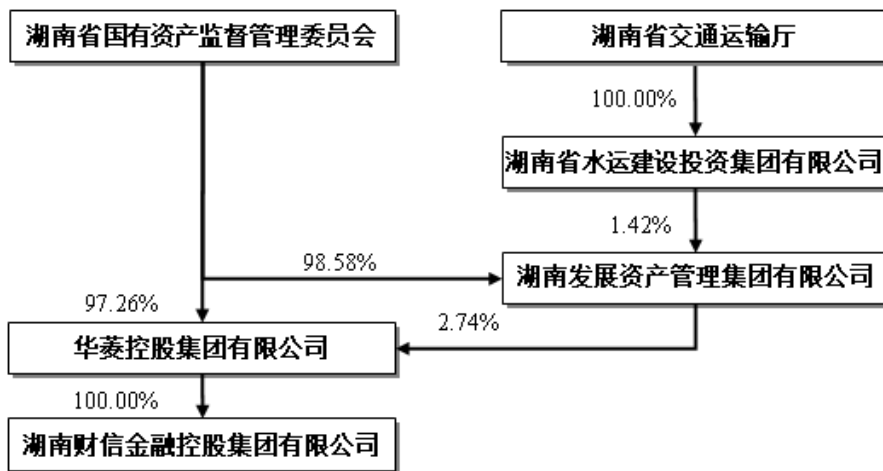 湖南省国有资产监督管理委员会
湖南省交通运输厅
100.00%
湖南省水运建设投资集团有限公司
1.42%
98.58%
湖南发展资产管理集团有限公司
97.26%
2.74%
华菱控股集团有限公司
100.00%
湖南财信金融控股集团有限公司